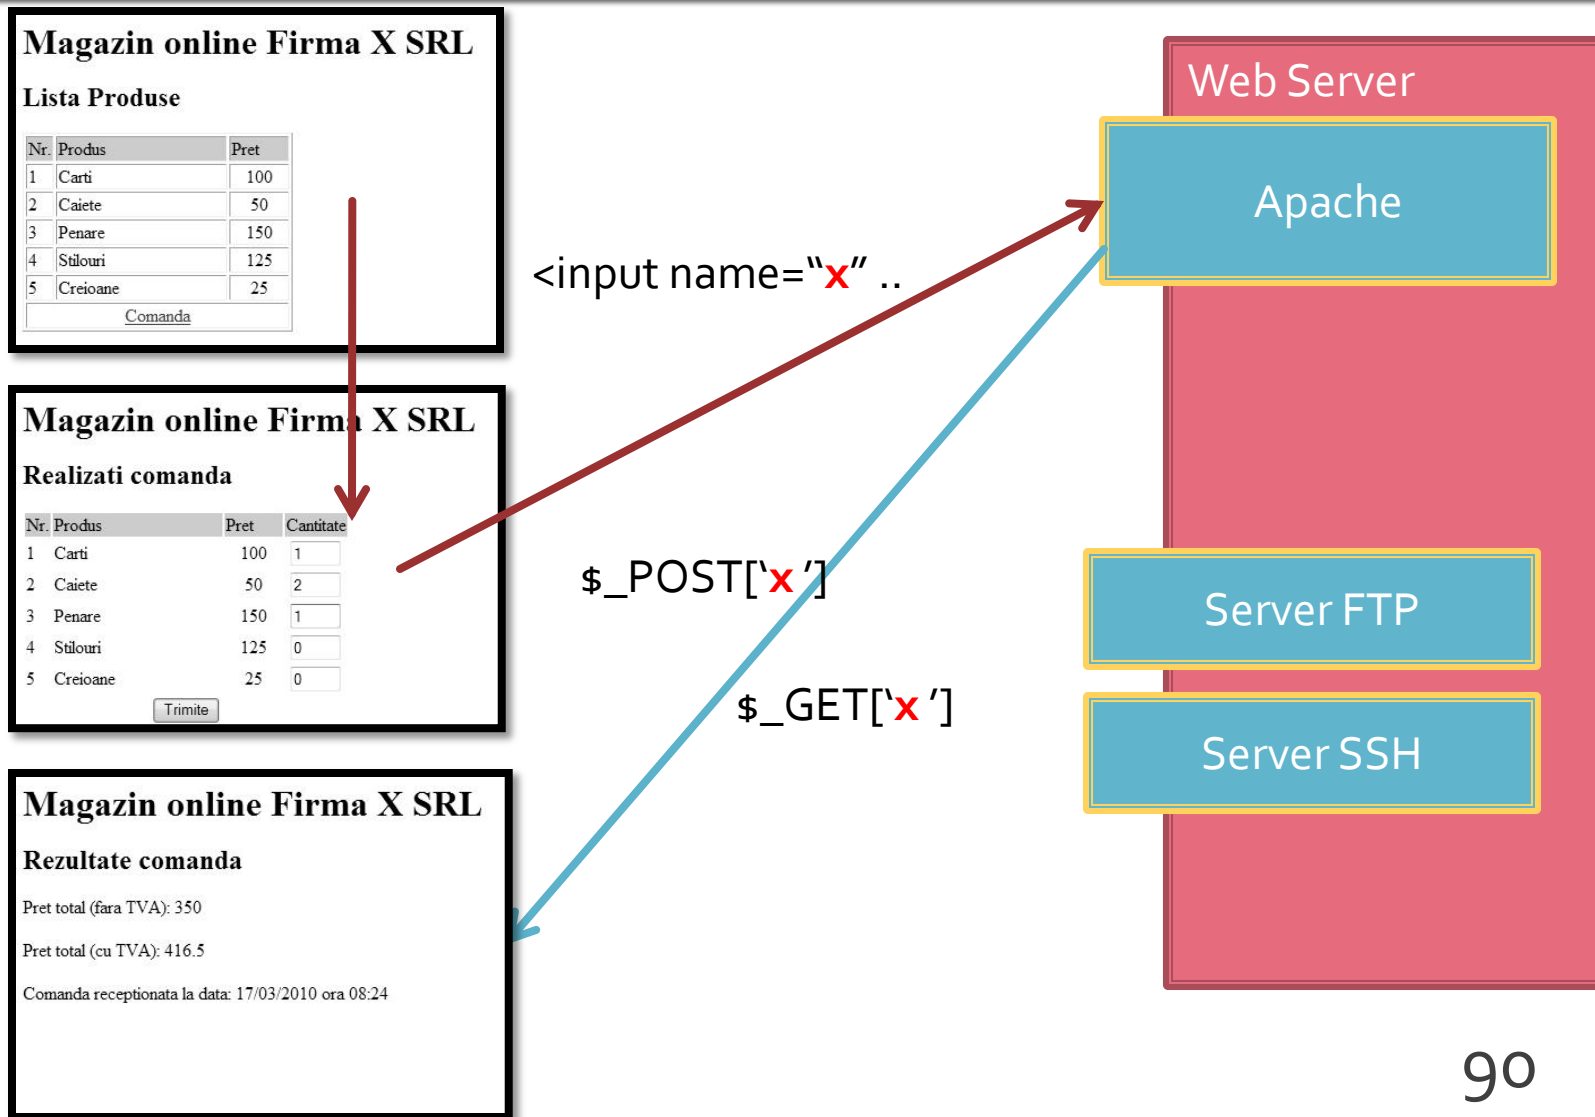 Magazin online Firma X SRL
Lista Produse
Nr. Produs Pret
1 Carti 100
2 Caiete 50
3 Penare 150
4 Stilouri 125
5 Creioane 25
Comanda
Magazin online Firma X SRL
Realizati comanda
Nr. Produs Pret Cantitate
1 Carti 100 1
2 Caiete 50 2
3 Penare 150 1
4 Stilouri 125 0
5 Creioane 25 0
Trimite
Magazin online Firma X SRL
Rezultate comanda
Pret total (fara TVA): 350
Pret total (cu TVA): 416.5
Comanda receptionata la data: 17/03/2010 ora 08:24
<input name=“x” ..
$_POST[‘x ’]
$_GET[‘x ’]
Web Server
Apache
Server FTP
Server SSH
90